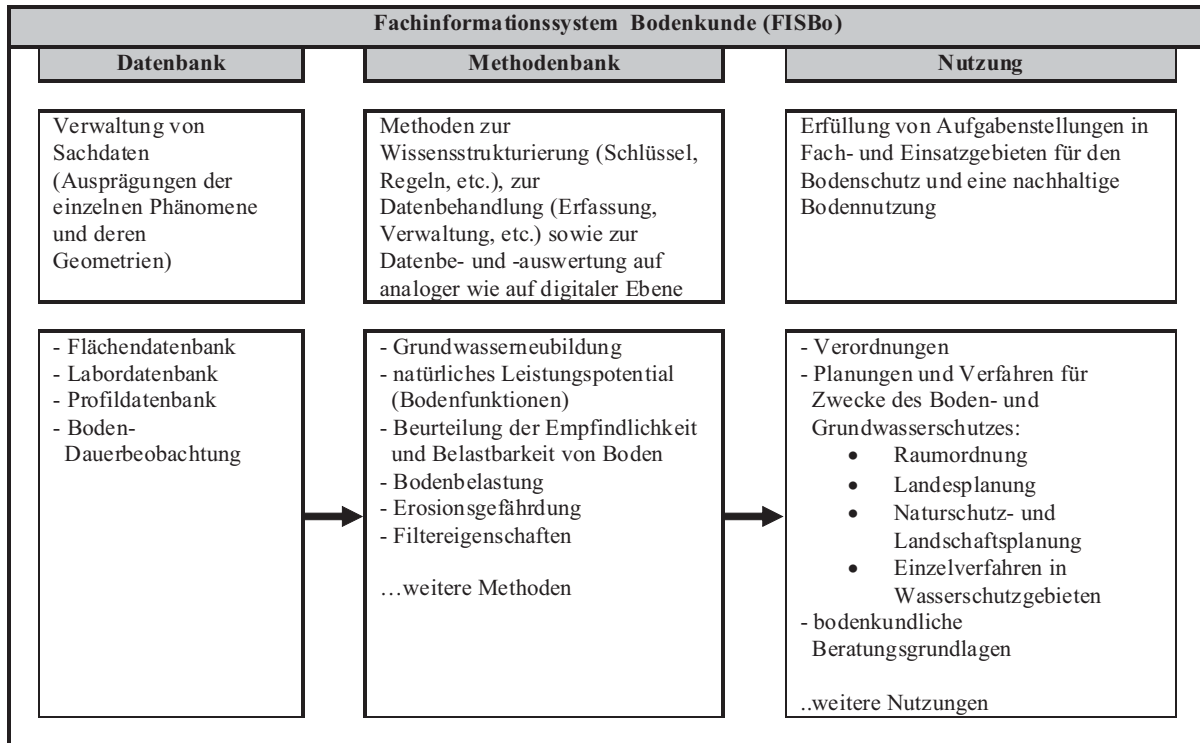 Fachinformationssystem Bodenkunde (FISBo)
Datenbank
Methodenbank
Nutzung
Verwaltung von
Sachdaten
(Ausprägungen der
einzelnen Phänomene
und deren
Geometrien)
Methoden zur
Wissensstrukturierung (Schlüssel,
Regeln, etc.), zur
Datenbehandlung (Erfassung,
Verwaltung, etc.) sowie zur
Datenbe- und -auswertung auf
analoger wie auf digitaler Ebene
Erfüllung von Aufgabenstellungen in
Fach- und Einsatzgebieten für den
Bodenschutz und eine nachhaltige
Bodennutzung
- Flächendatenbank
- Labordatenbank
- Profildatenbank
- Boden-
Dauerbeobachtung
- Grundwasserneubildung
- natürliches Leistungspotential
(Bodenfunktionen)
- Beurteilung der Empfindlichkeit
und Belastbarkeit von Boden
- Bodenbelastung
- Erosionsgefährdung
- Filtereigenschaften
…weitere Methoden
- Verordnungen
- Planungen und Verfahren für
Zwecke des Boden- und
Grundwasserschutzes:
• Raumordnung
• Landesplanung
• Naturschutz- und
Landschaftsplanung
• Einzelverfahren in
Wasserschutzgebieten
- bodenkundliche
Beratungsgrundlagen
..weitere Nutzungen